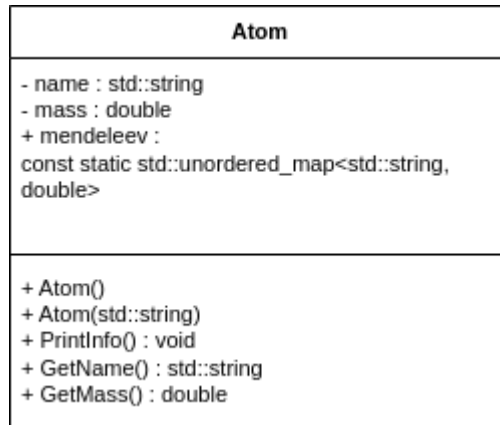 Atom
- name : std::string
- mass : double
+ mendeleev :
const static std::unordered_map<std::string,
double>
+ Atom()
+ Atom(std::string)
+ PrintInfo() : void
+ GetName() : std::string
+ GetMass() : double